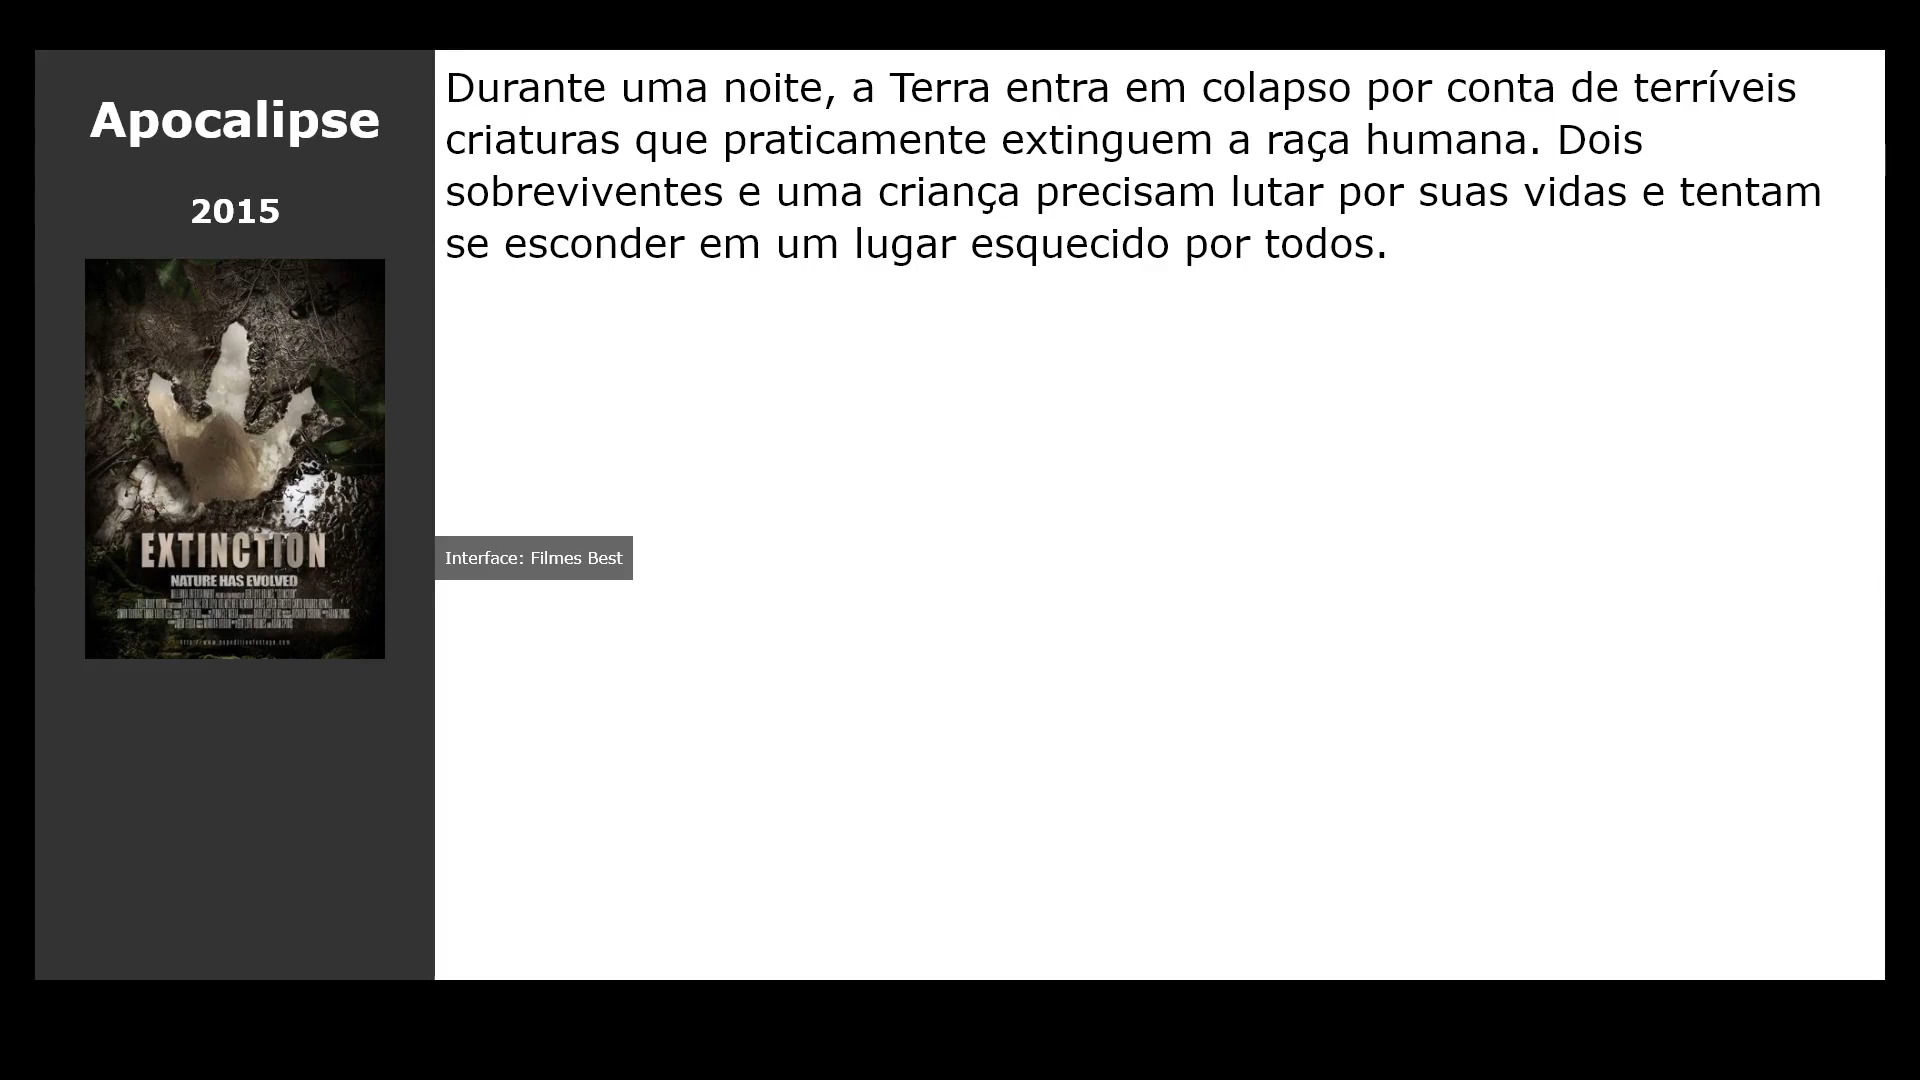 Apocalipse
2015
EXTINCTION
NATURE HAS EVOLVED
Durante uma noite, a Terra entra em colapso por conta de terríveis
criaturas que praticamente extinguem a raça humana. Dois
sobreviventes e uma criança precisam lutar por suas vidas e tentam
se esconder em um lugar esquecido por todos.
Interface: Filmes Best